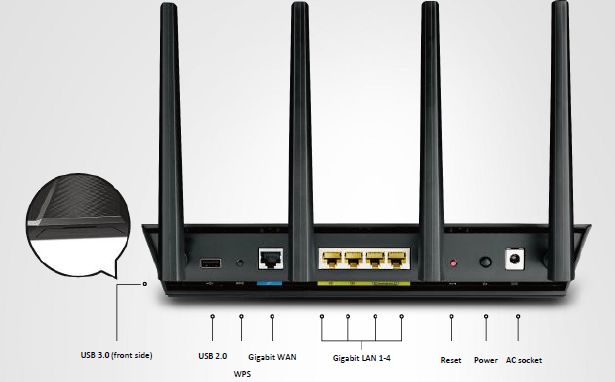 USB 3.0 (front side)
USB 2.0
WPS
Gigabit WAN
Gigabit LAN 1-4
Reset
Power
AC socket